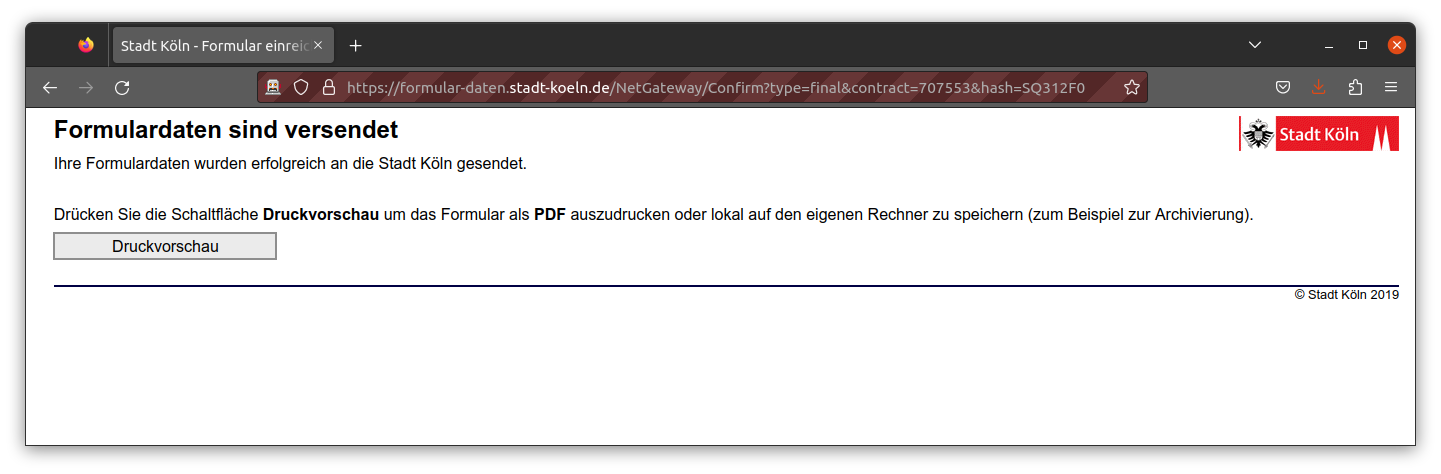 Stadt Köln - Formular einreic
https://formular-daten.stadt-koeln.de/NetGateway/Confirm?type=final&contract=707553&hash=SQ312F0
Formulardaten sind versendet
Stadt Köln
Ihre Formulardaten wurden erfolgreich an die Stadt Köln gesendet.
Drücken Sie die Schaltfläche Druckvorschau um das Formular als PDF auszudrucken oder lokal auf den eigenen Rechner zu speichern (zum Beispiel zur Archivierung).
Druckvorschau
© Stadt Köln 2019